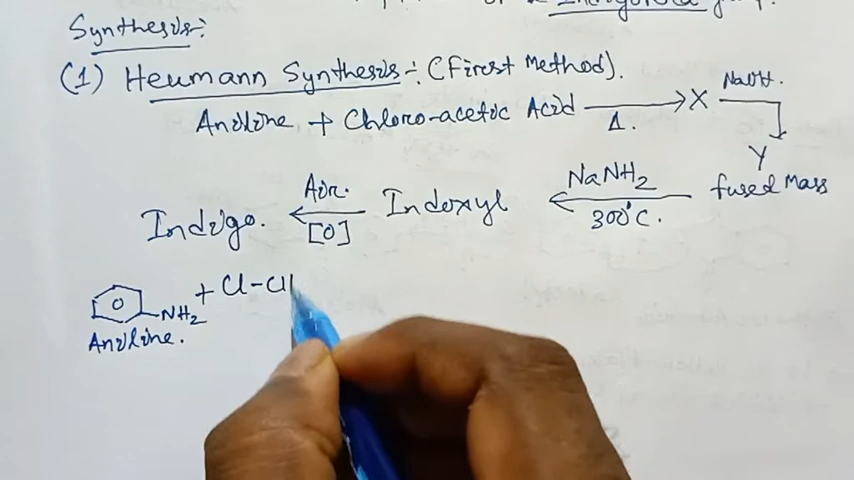 Synthesis:-
(1) Heumann Synthesis :- (First Method).
Aniline + Chloro-acetic Acid Δ. X NaOH.
Y
Indigo. Air. [O] Indoxyl NaNH2 300°C. fused Mass
NH2 + Cl-CH
Aniline.